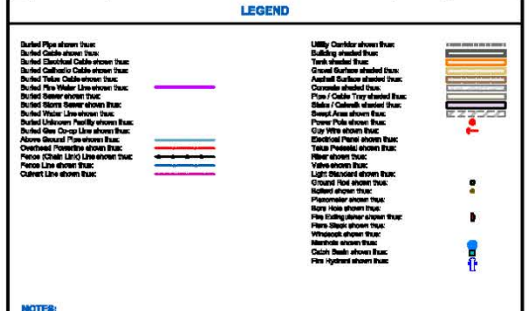 LEGEND
Buried Pipe shown thus:
Buried Cable shown thus:
Buried Electrical Cable shown thus:
Buried Cathodic Cable shown thus:
Buried Telus Cable shown thus:
Buried Fire Water Line shown thus:
Buried Sewer shown thus:
Buried Storm Sewer shown thus:
Buried Water Line shown thus:
Buried Unknown Facility shown thus:
Buried Gas Co-op Line shown thus:
Above Ground Pipe shown thus:
Overhead Powerline shown thus:
Fence (Chain Link) Line shown thus:
Fence Line shown thus:
Culvert Line shown thus:
Utility Corridor shown thus:
Building shaded thus:
Tank shaded thus:
Gravel Surface shaded thus:
Asphalt Surface shaded thus:
Concrete shaded thus:
Pipe / Cable Tray shaded thus:
Stairs / Catwalk shaded thus:
Swept Area shown thus:
Power Pole shown thus:
Guy Wire shown thus:
Electrical Panel shown thus:
Telus Pedestal shown thus:
Riser shown thus:
Valve shown thus:
Light Standard shown thus:
Ground Rod shown thus:
Bollard shown thus:
Piezometer shown thus:
Bore Hole shown thus:
Fire Extinguisher shown thus:
Flare Stack shown thus:
Windsock shown thus:
Manhole shown thus:
Catch Basin shown thus:
Fire Hydrant shown thus:
NOTES: